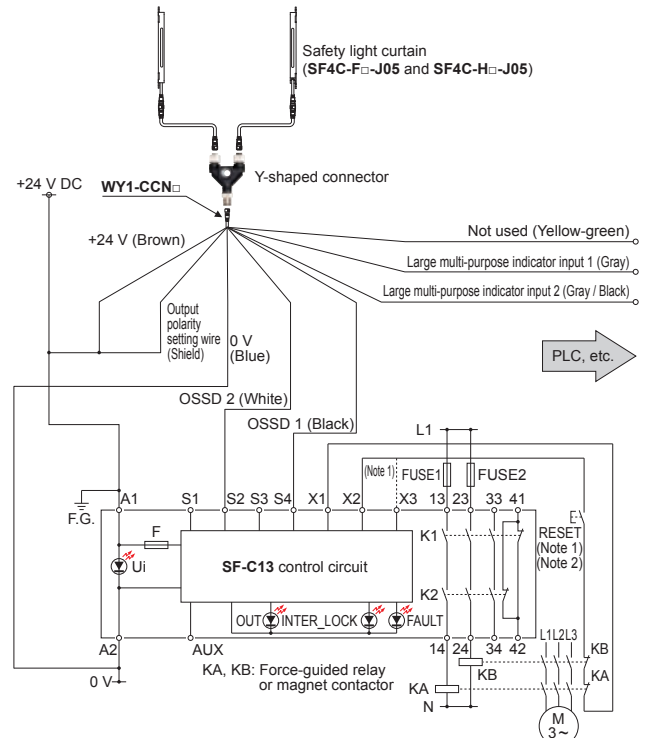 Safety light curtain
(SF4C-F□-J05 and SF4C-H□-J05)
Y-shaped connector
+24 V DC
WY1-CCN□
+24 V (Brown)
Not used (Yellow-green)
Large multi-purpose indicator input 1 (Gray)
Large multi-purpose indicator input 2 (Gray / Black)
Output
polarity
setting wire
(Shield)
0 V
(Blue)
PLC, etc.
OSSD 2 (White)
OSSD 1 (Black)
L1
(Note 1)
FUSE1
FUSE2
A1
S1
S2
S3
S4
X1
X2
X3
13
23
33
41
F.G.
F
Ui
SF-C13 control circuit
K1
K2
RESET
(Note 1)
(Note 2)
OUT
INTER_LOCK
FAULT
A2
AUX
14
24
34
42
L1L2L3
KB
KA
KA, KB: Force-guided relay
or magnet contactor
KB
KA
0 V
N
M
3~